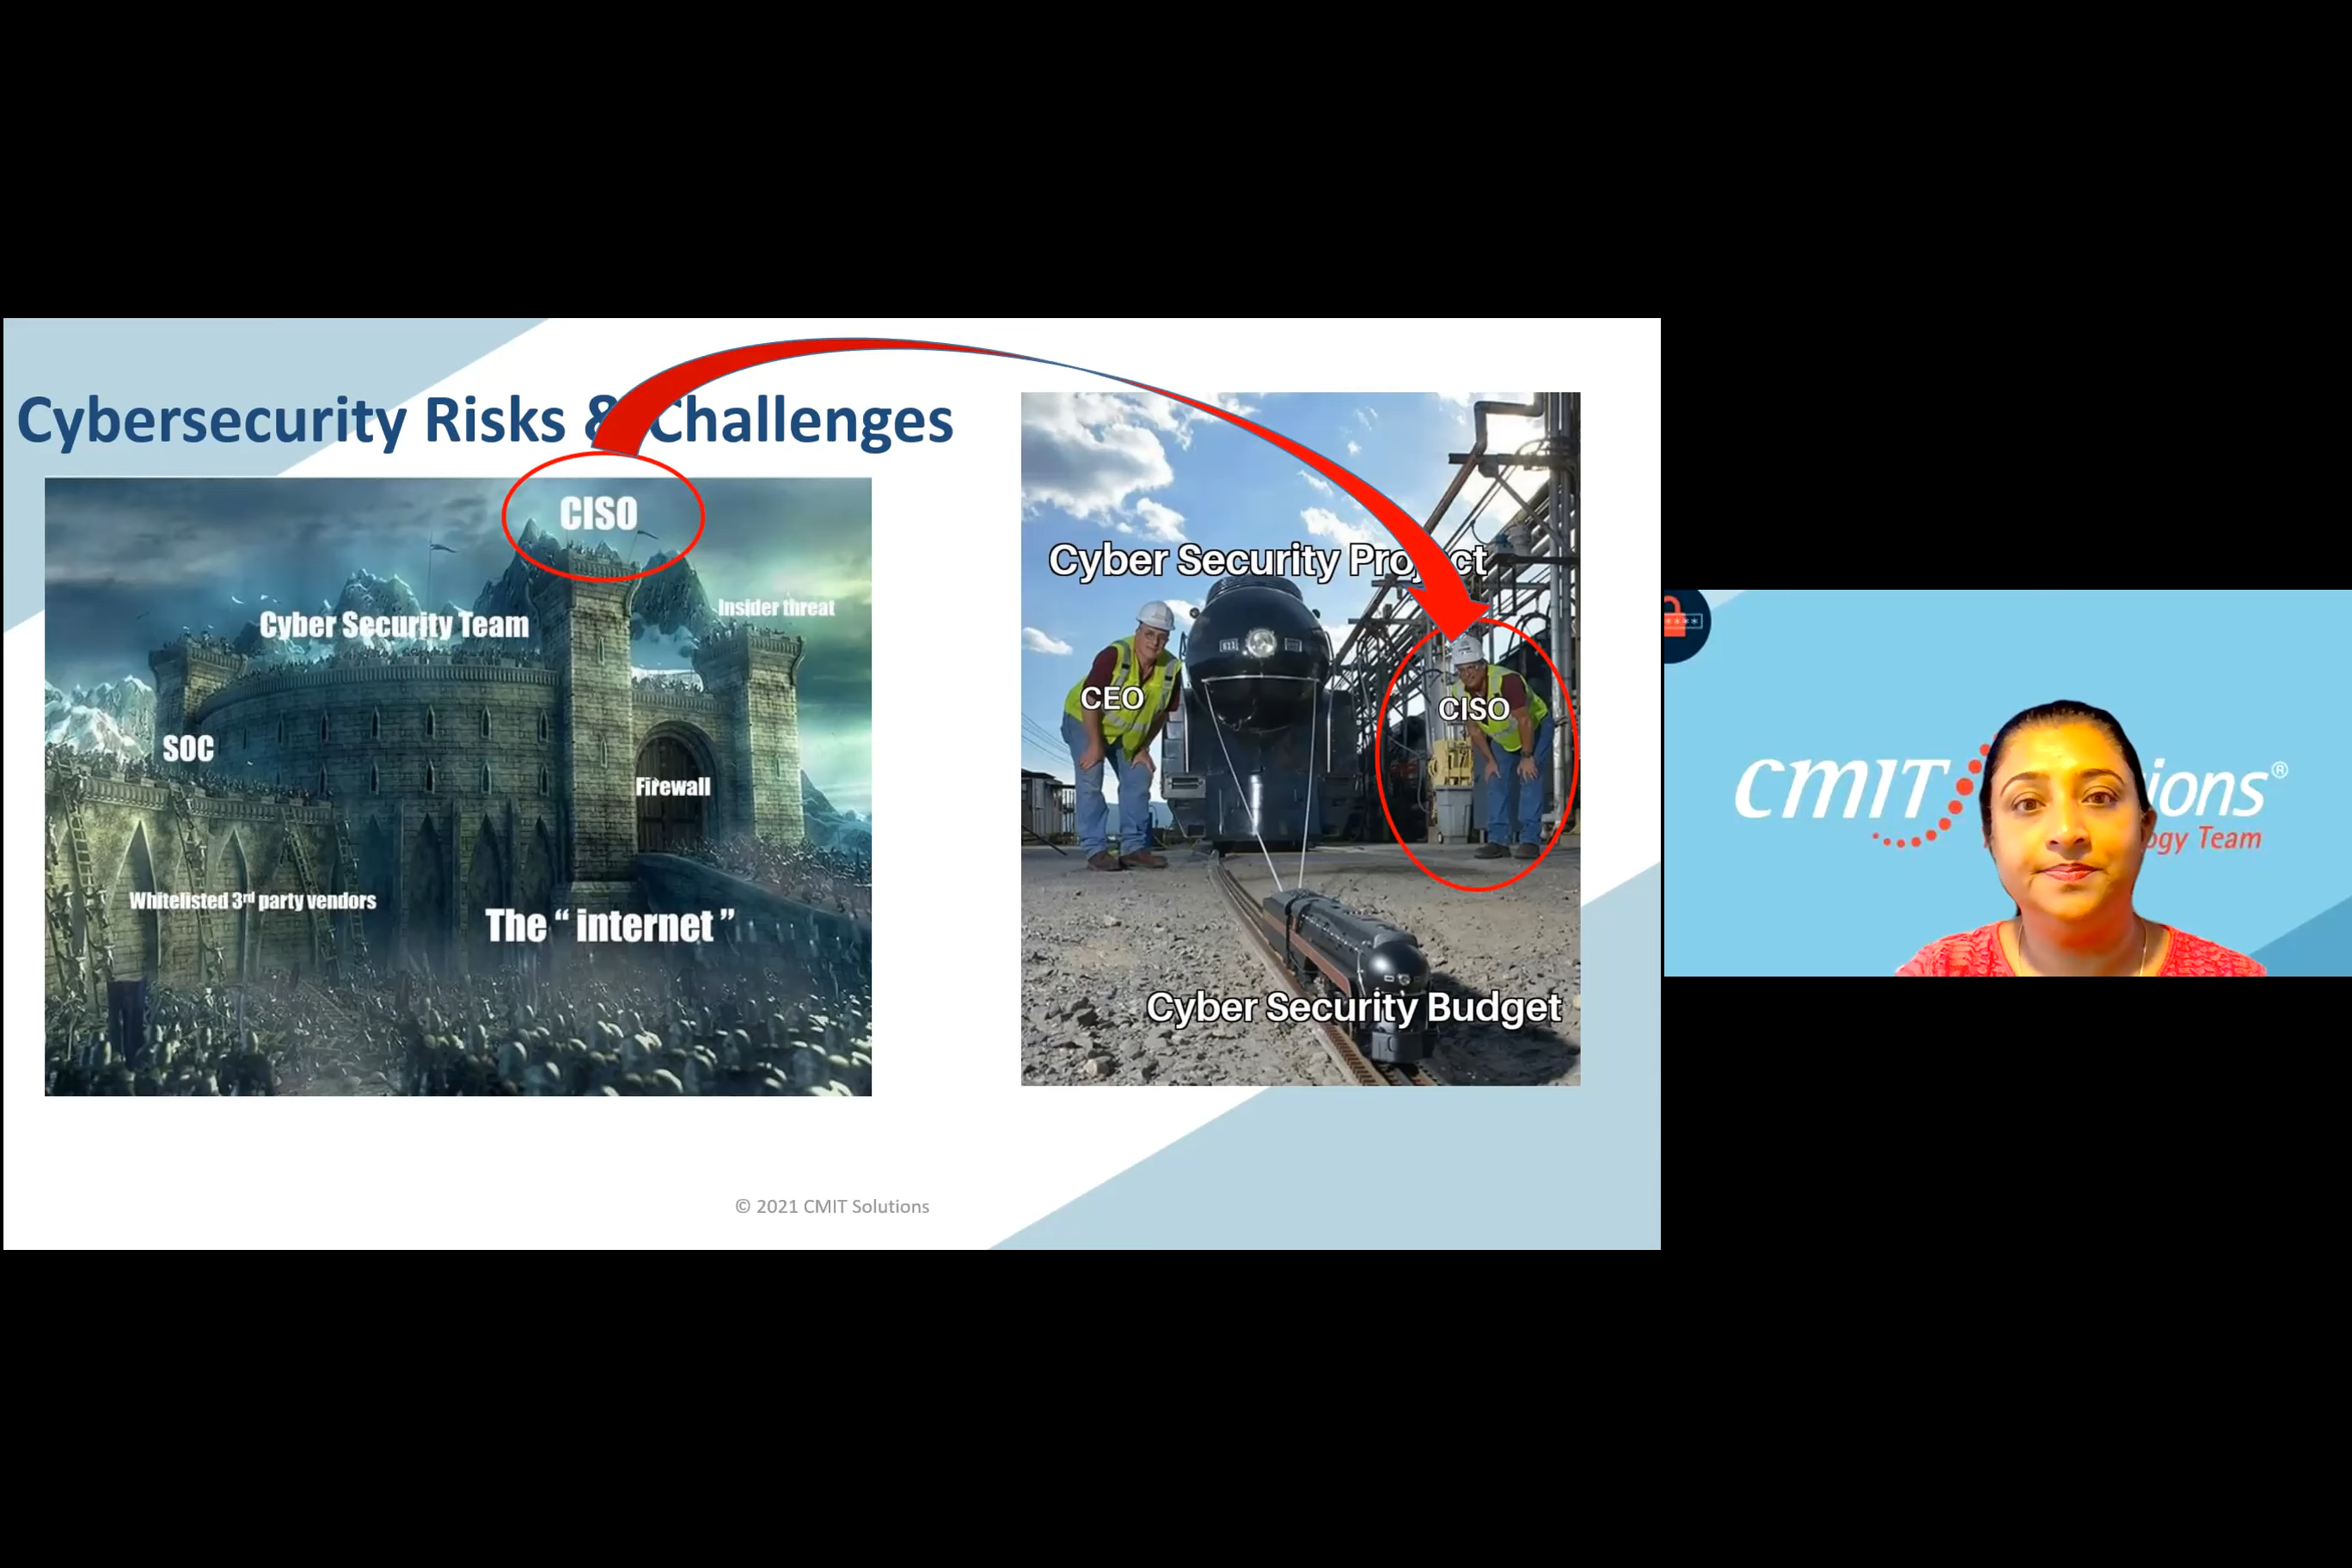 Cybersecurity Risks & Challenges
CISO
Cyber Security Team
Insider threat
SOC
Firewall
Whitelisted 3rd party vendors
The “ internet ”
Cyber Security Project
CEO
CISO
Cyber Security Budget
© 2021 CMIT Solutions
****
CMIT ions®
ogy Team